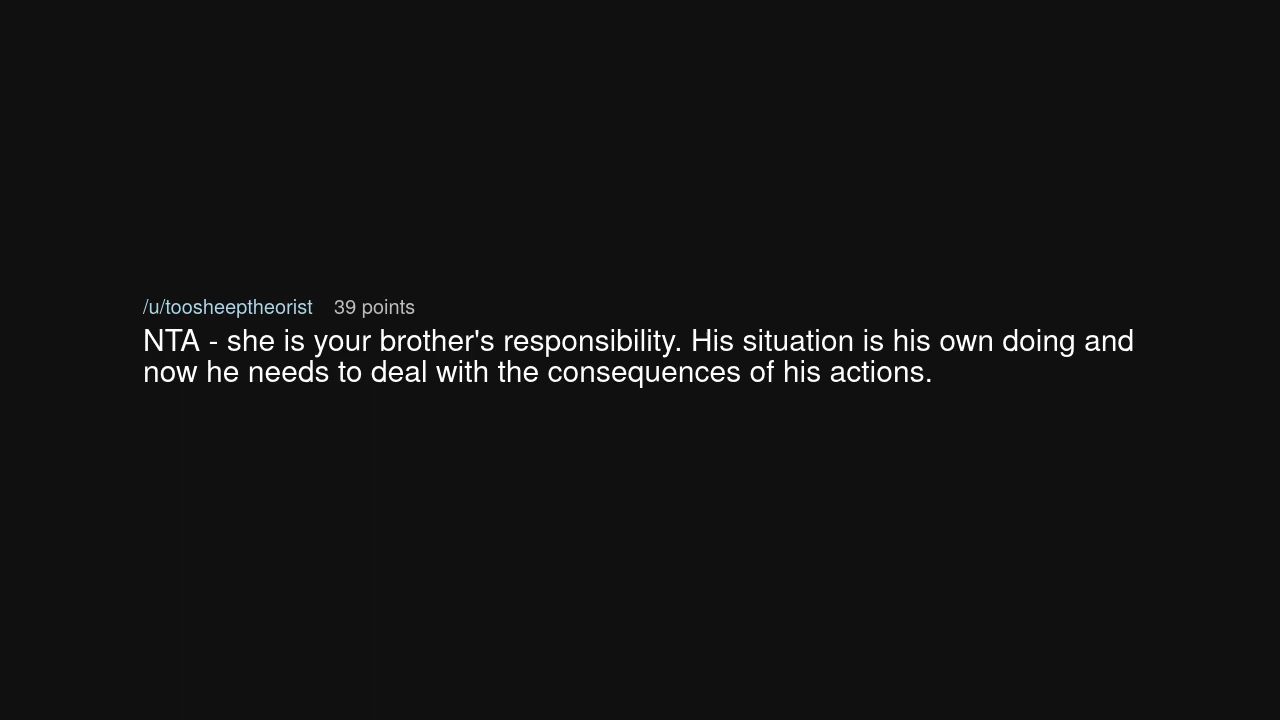 /u/toosheeptheorist 39 points
NTA - she is your brother's responsibility. His situation is his own doing and
now he needs to deal with the consequences of his actions.